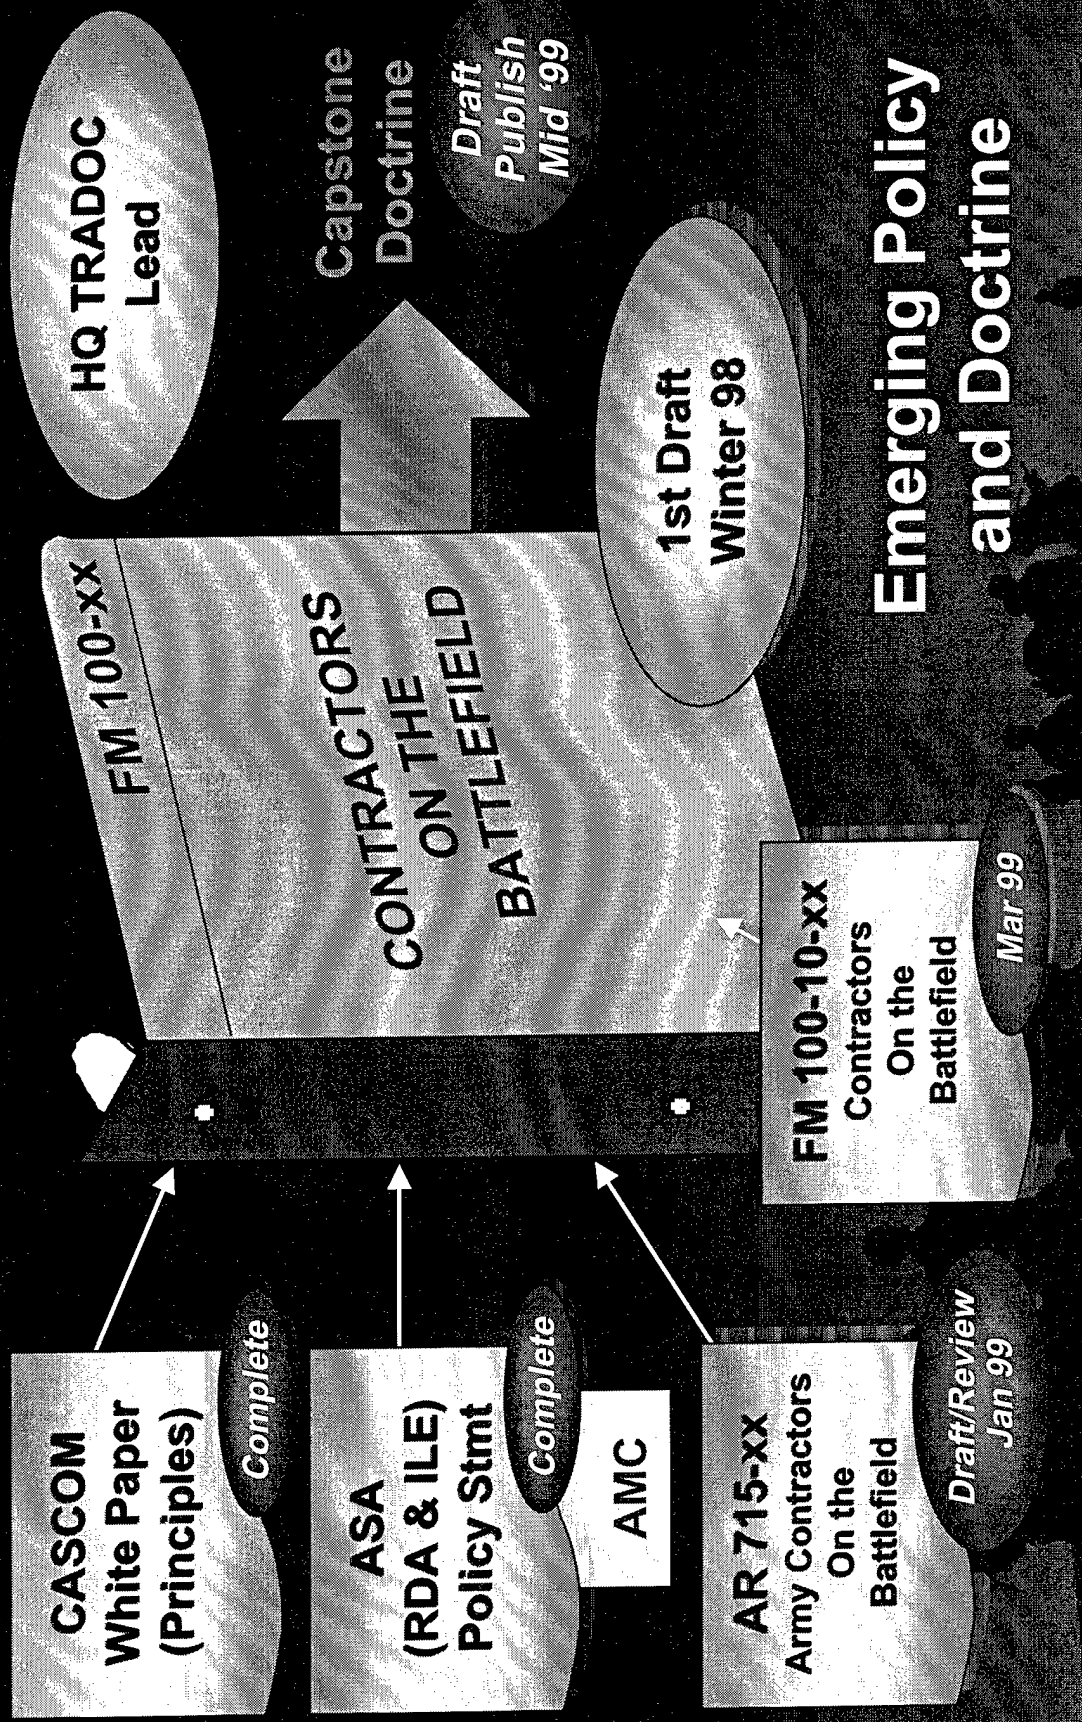 Emerging Policy
and Doctrine
CASCOM
White Paper
(Principles)
Complete
ASA
(RDA & ILE)
Policy Stmt
Complete
AMC
AR 715-xx
Army Contractors
On the
Battlefield
Draft/Review
Jan 99
FM 100-10-xx
Contractors
On the
Battlefield
Mar 99
FM 100-xx
CONTRACTORS
ON THE
BATTLEFIELD
1st Draft
Winter 98
HQ TRADOC
Lead
Capstone
Doctrine
Draft
Publish
Mid '99